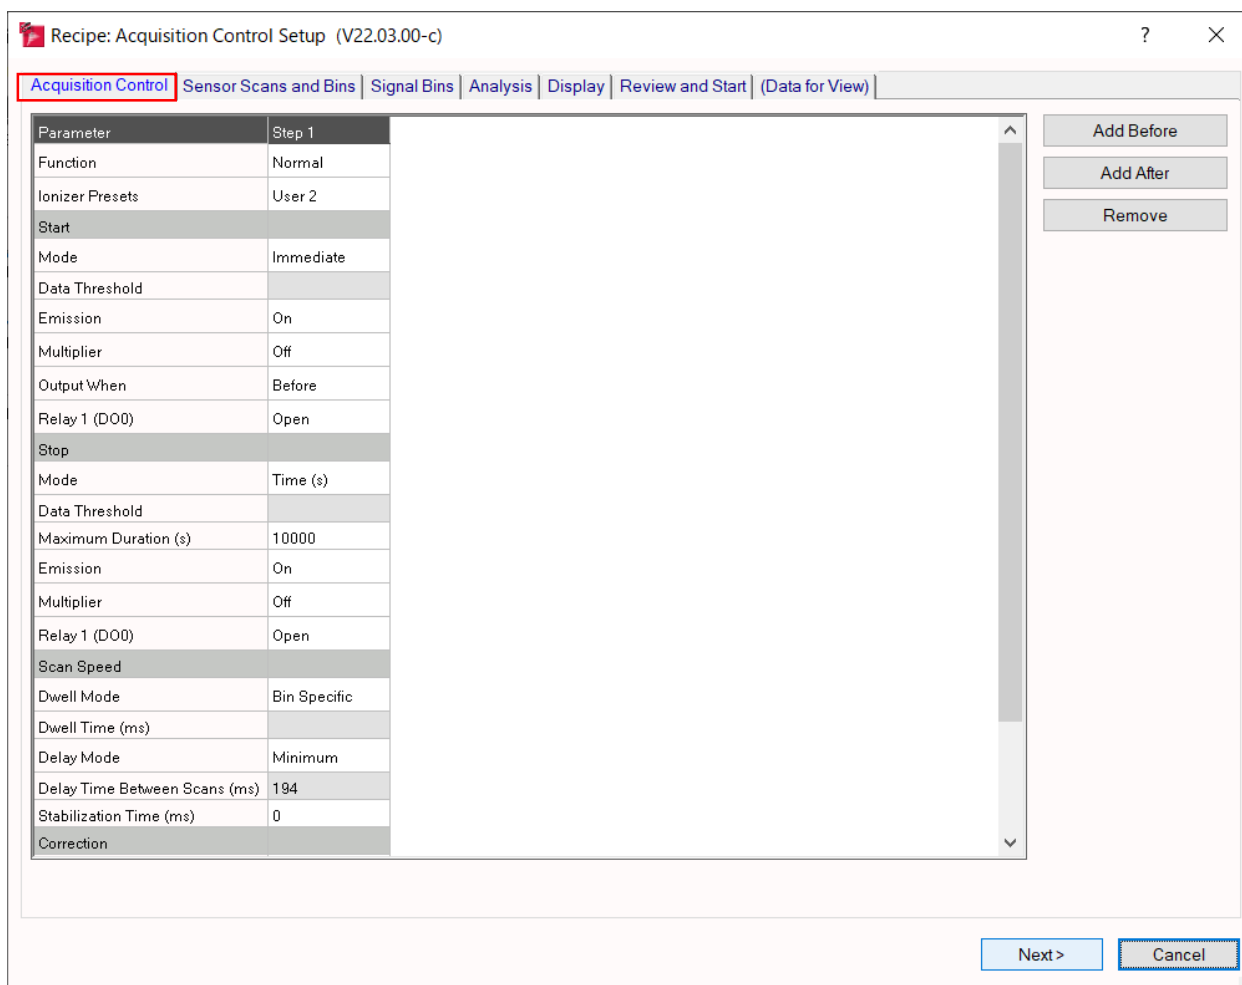 Recipe: Acquisition Control Setup (V22.03.00-c)
?
Acquisition Control Sensor Scans and Bins Signal Bins Analysis Display Review and Start (Data for View)
Parameter Step 1
Function Normal
Ionizer Presets User 2
Start
Mode Immediate
Data Threshold
Emission On
Multiplier Off
Output When Before
Relay 1 (DO0) Open
Stop
Mode Time (s)
Data Threshold
Maximum Duration (s) 10000
Emission On
Multiplier Off
Relay 1 (DO0) Open
Scan Speed
Dwell Mode Bin Specific
Dwell Time (ms)
Delay Mode Minimum
Delay Time Between Scans (ms) 194
Stabilization Time (ms) 0
Correction
Add Before
Add After
Remove
Next > Cancel